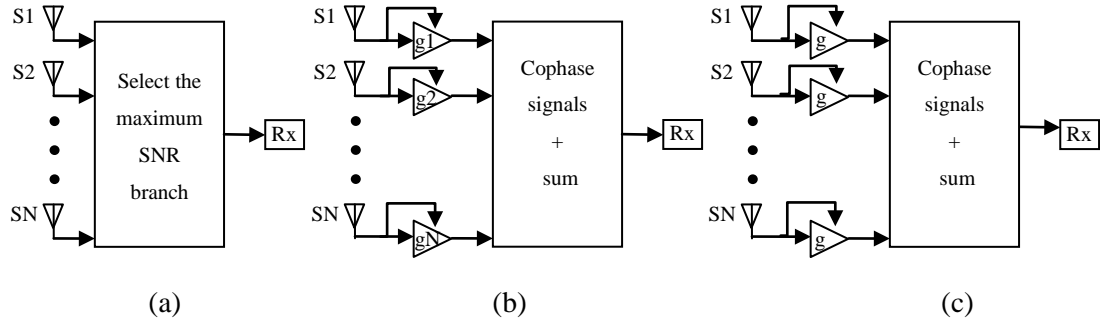 S1
S2
SN
Select the
maximum
SNR
branch
Rx
(a)
S1
S2
SN
g1
g2
gN
Cophase
signals
+
sum
Rx
(b)
S1
S2
SN
g
g
g
Cophase
signals
+
sum
Rx
(c)